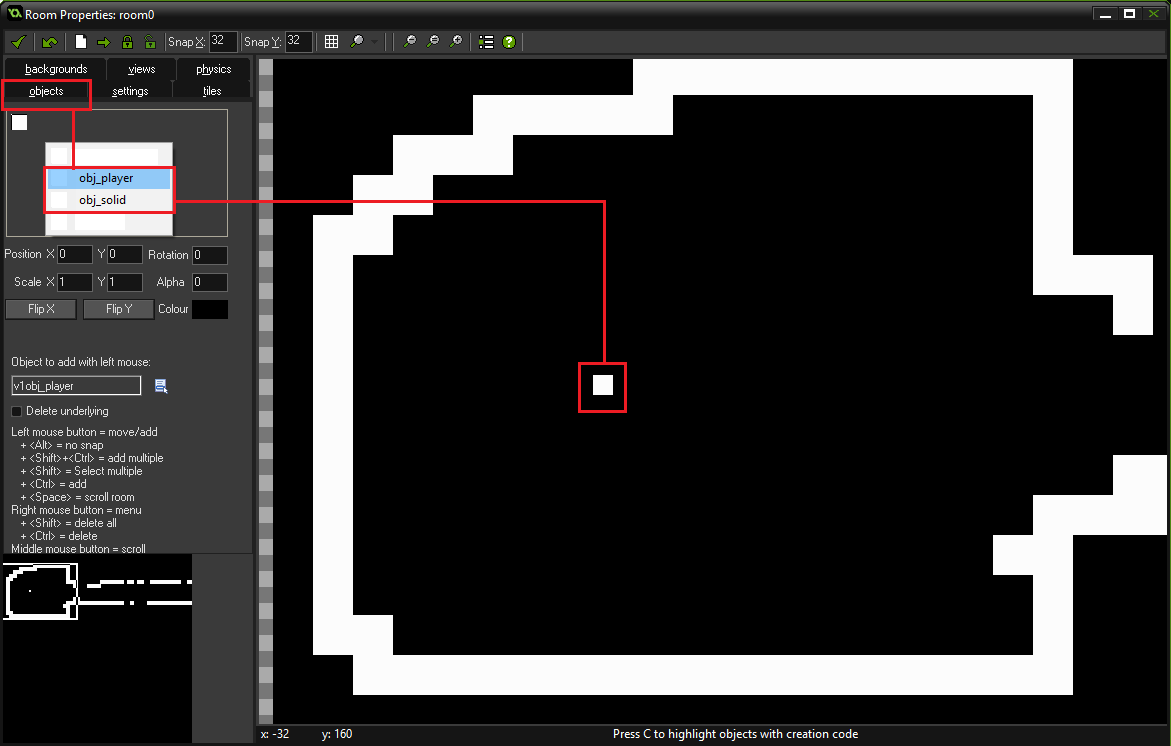 Room Properties: room0
Snap X: 32 Snap Y: 32
backgrounds views physics
objects settings tiles
obj_player
obj_solid
Position X 0 Y 0 Rotation 0
Scale X 1 Y 1 Alpha 0
Flip X Flip Y Colour
Object to add with left mouse:
v1obj_player
Delete underlying
Left mouse button = move/add
+ <Alt> = no snap
+ <Shift>+<Ctrl> = add multiple
+ <Shift> = Select multiple
+ <Ctrl> = add
+ <Space> = scroll room
Right mouse button = menu
+ <Shift> = delete all
+ <Ctrl> = delete
Middle mouse button = scroll
x: -32 y: 160 Press C to highlight objects with creation code